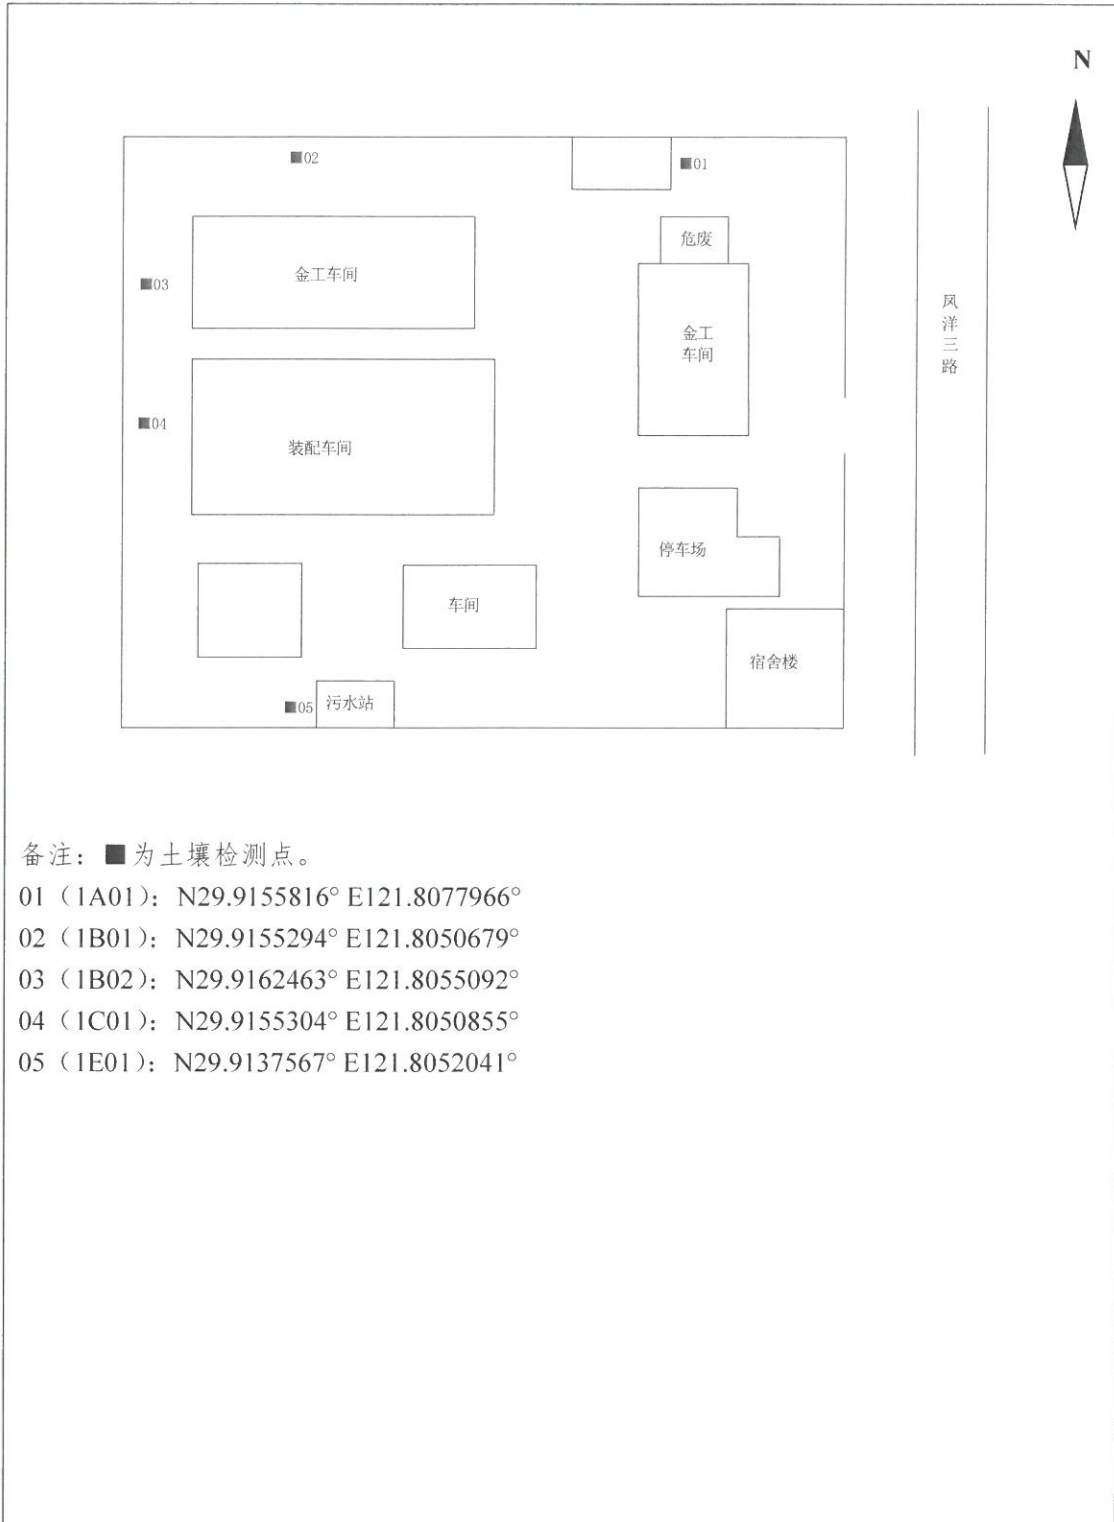 N
■02
■01
危废
金工车间
■03
凤洋三路
金工
车间
■04
装配车间
停车场
车间
宿舍楼
■05
污水站
备注：■为土壤检测点。
01（1A01）：N29.9155816° E121.8077966°
02（1B01）：N29.9155294° E121.8050679°
03（1B02）：N29.9162463° E121.8055092°
04（1C01）：N29.9155304° E121.8050855°
05（1E01）：N29.9137567° E121.8052041°